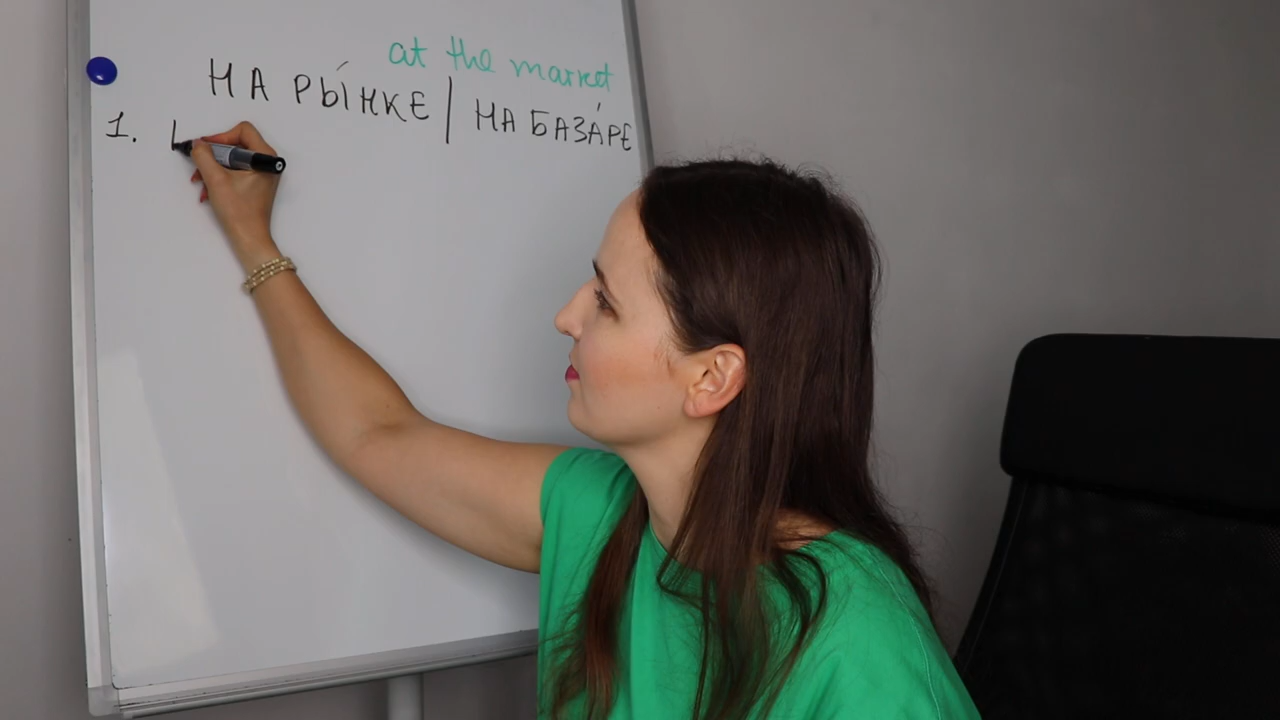 at the market
НА РЫ́НКЕ | НА БАЗА́РЕ
1.